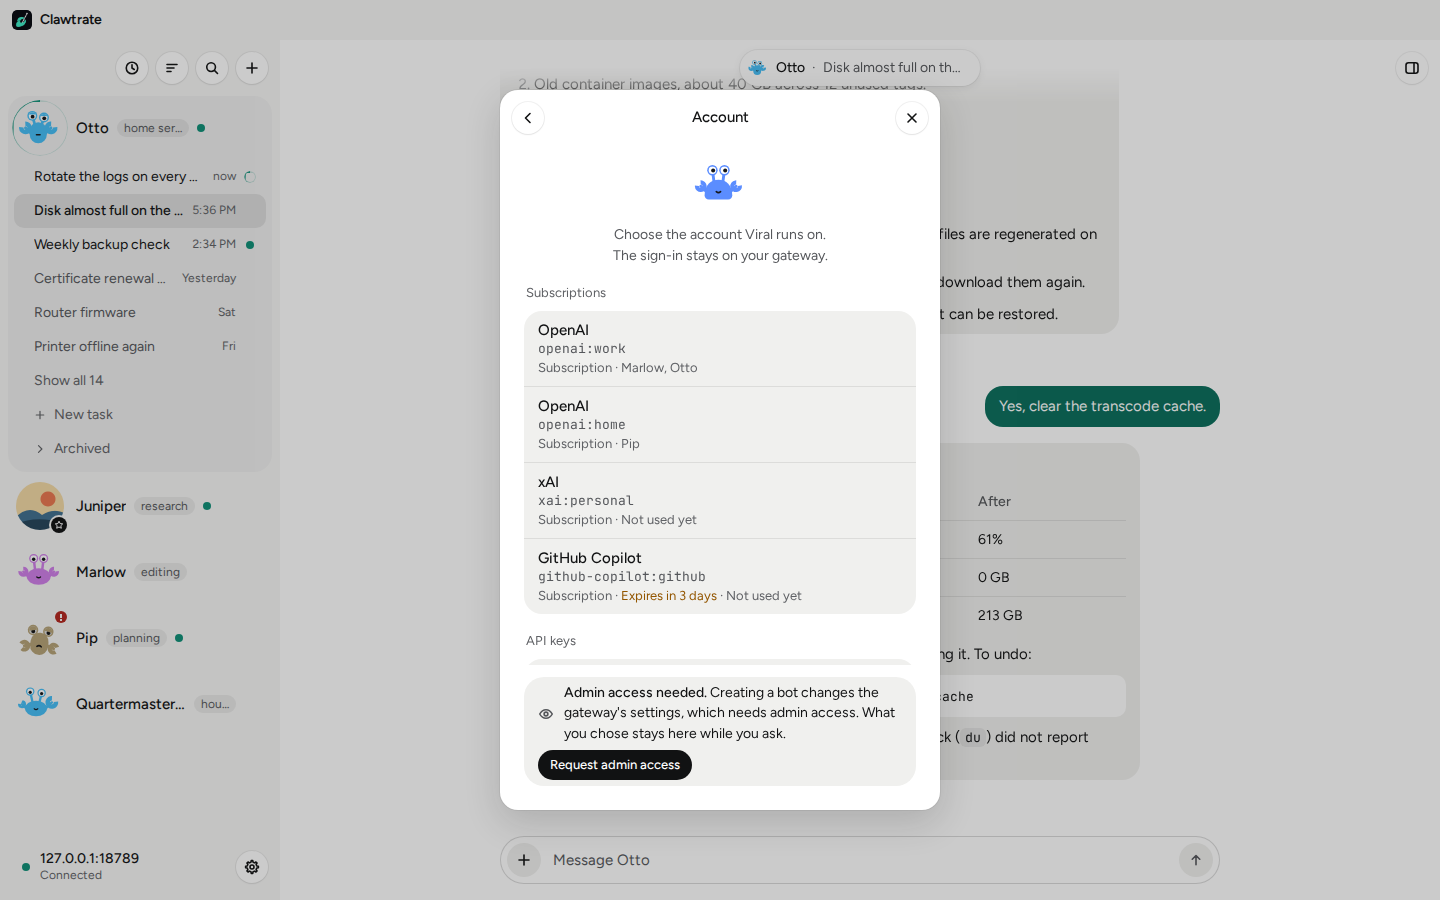 Clawtrate
Otto
home ser...
Rotate the logs on every ...
now
Disk almost full on the ...
5:36 PM
Weekly backup check
2:34 PM
Certificate renewal ...
Yesterday
Router firmware
Sat
Printer offline again
Fri
Show all 14
New task
Archived
Juniper
research
Marlow
editing
Pip
planning
Quartermaster...
hou...
127.0.0.1:18789
Connected
Otto · Disk almost full on th...
2. Old container images, about 40 GB across 12 unused tags.
files are regenerated on
download them again.
t can be restored.
Yes, clear the transcode cache.
After
61%
0 GB
213 GB
ng it. To undo:
cache
ck ( du ) did not report
Message Otto
Account
Choose the account Viral runs on.
The sign-in stays on your gateway.
Subscriptions
OpenAI
openai:work
Subscription · Marlow, Otto
OpenAI
openai:home
Subscription · Pip
xAI
xai:personal
Subscription · Not used yet
GitHub Copilot
github-copilot:github
Subscription · Expires in 3 days · Not used yet
API keys
Admin access needed. Creating a bot changes the
gateway's settings, which needs admin access. What
you chose stays here while you ask.
Request admin access